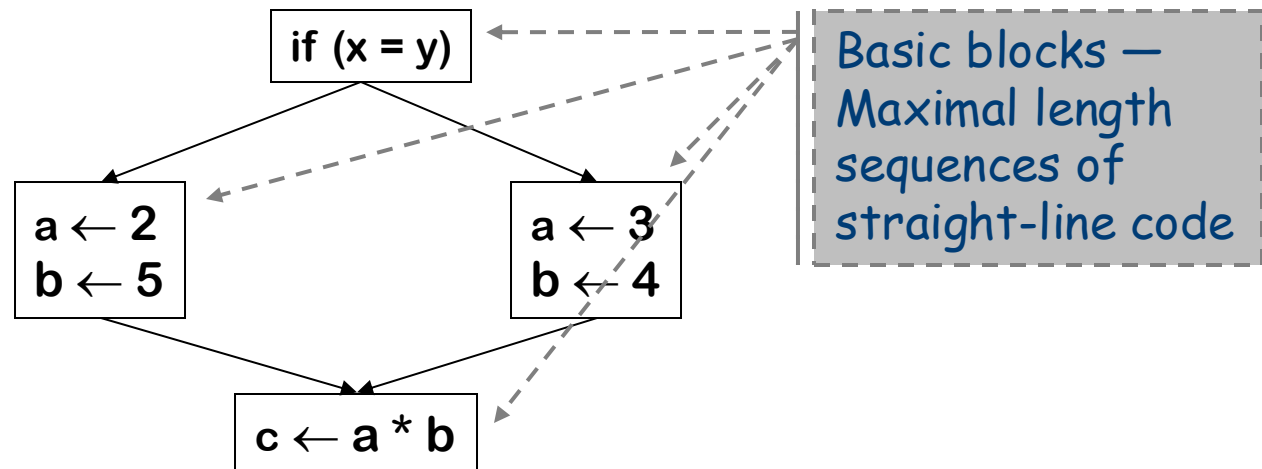 if (x = y)
Basic blocks —
Maximal length
sequences of
straight-line code
a ← 2
b ← 5
a ← 3
b ← 4
c ← a * b